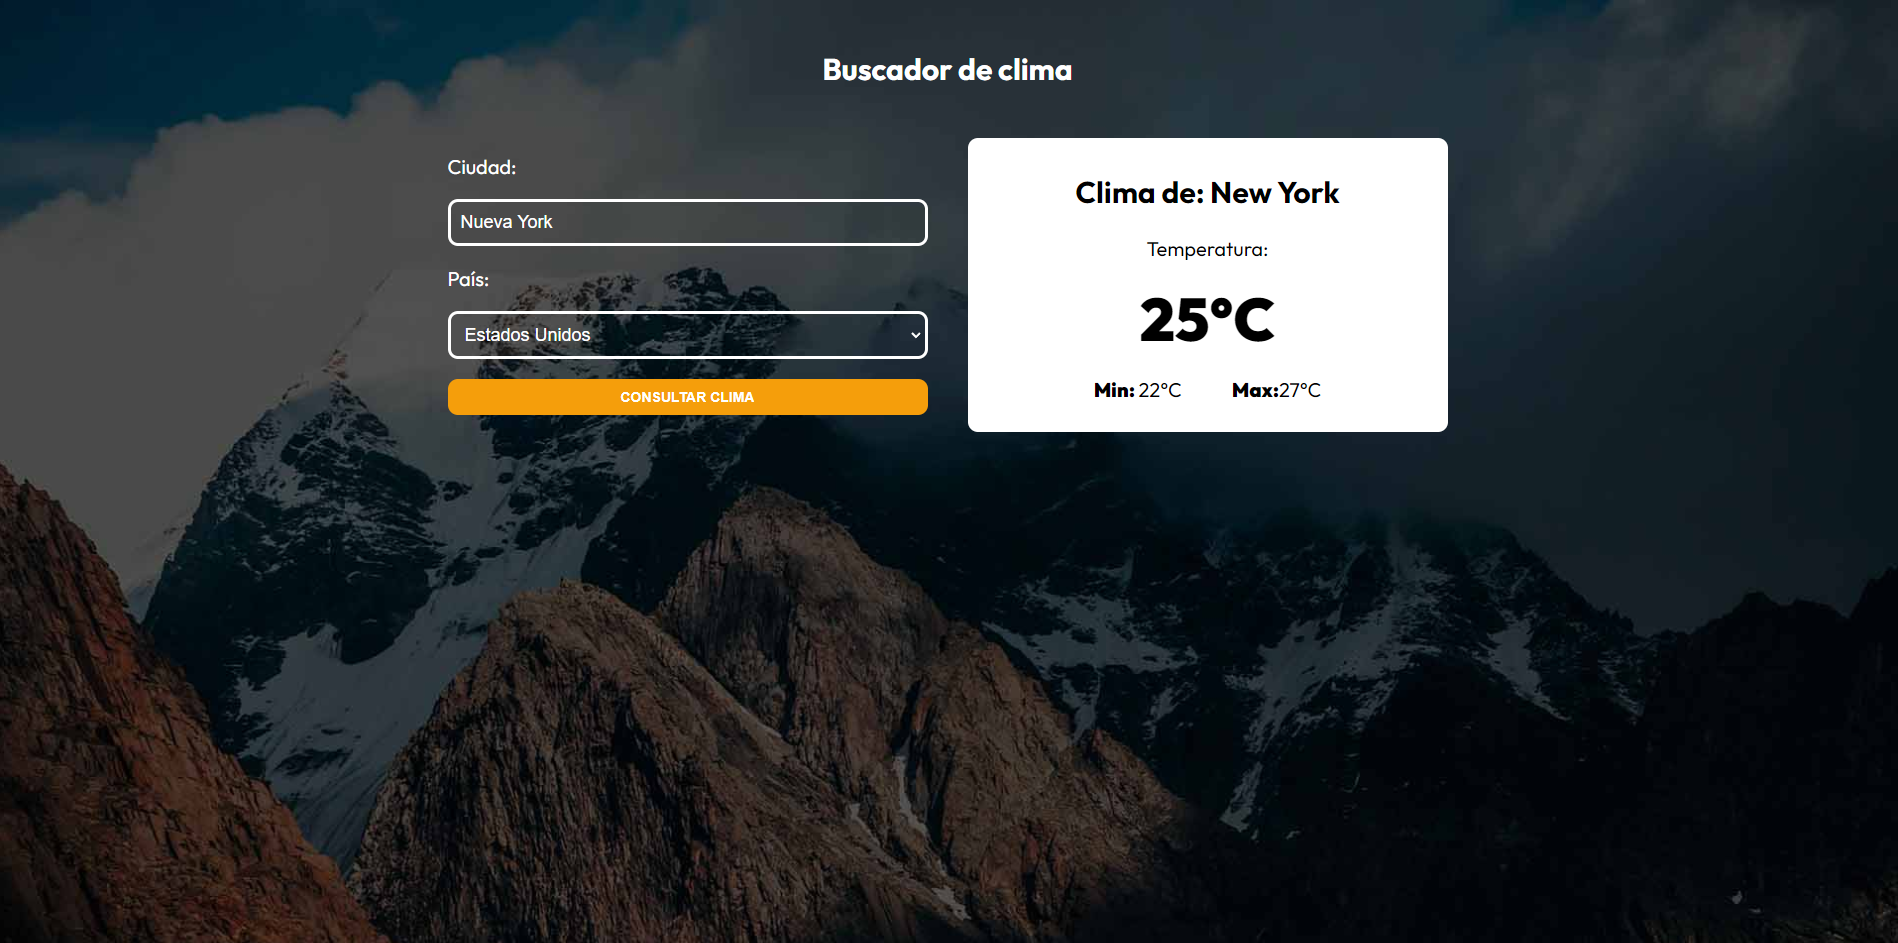 Buscador de clima
Ciudad:
Nueva York
País:
Estados Unidos
CONSULTAR CLIMA
Clima de: New York
Temperatura:
25°C
Min: 22°C Max:27°C